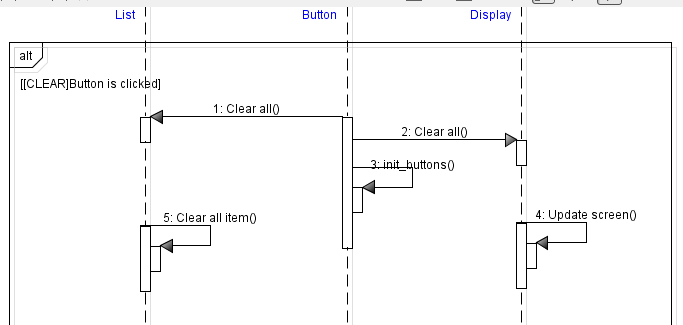 List
Button
Display
alt
[[CLEAR]Button is clicked]
1: Clear all()
2: Clear all()
3: init_buttons()
5: Clear all item()
4: Update screen()